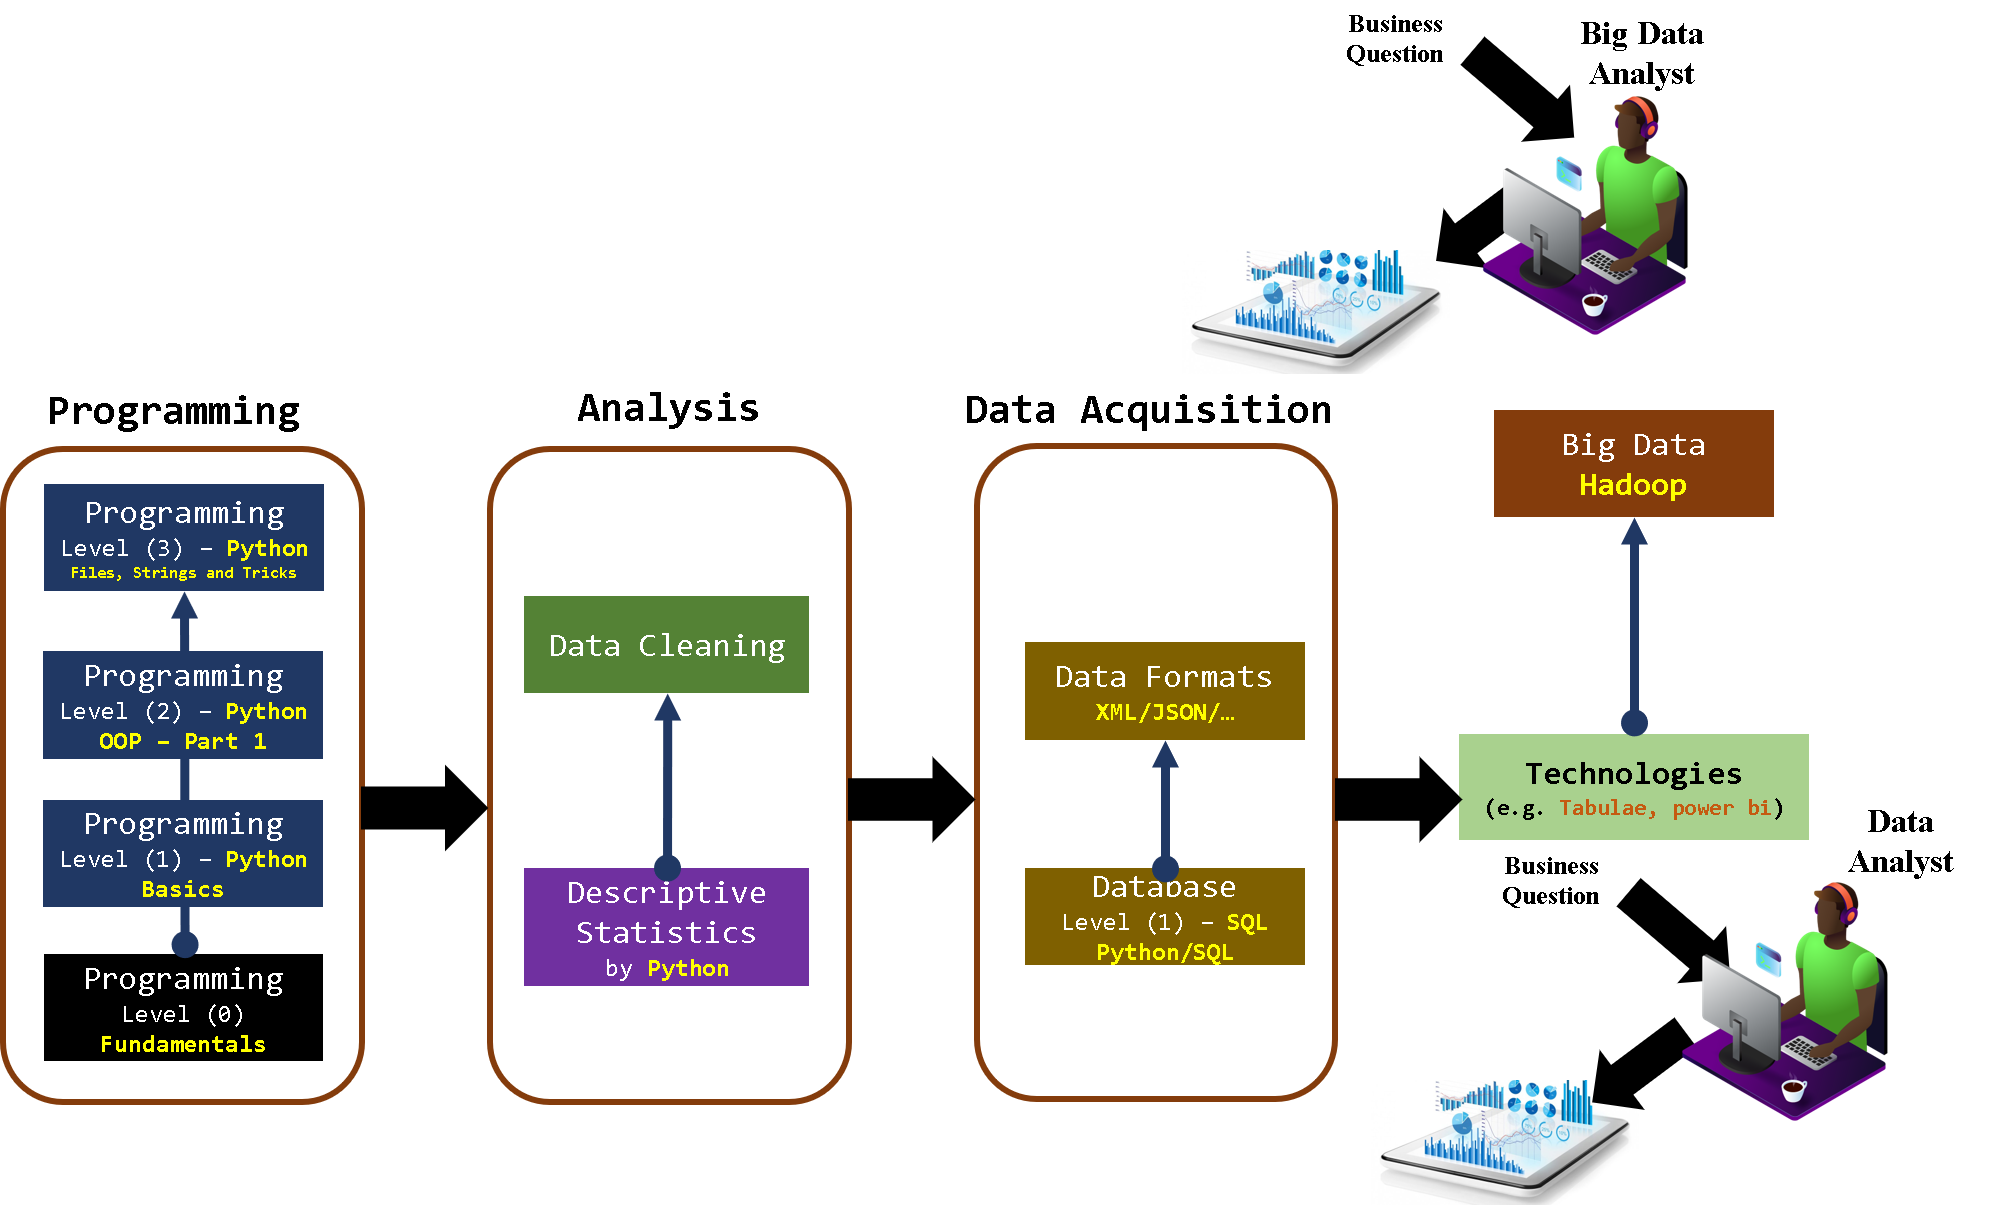 Business
Question
Big Data
Analyst
Programming
Programming
Level (3) – Python
Files, Strings and Tricks
Programming
Level (2) – Python
OOP – Part 1
Programming
Level (1) – Python
Basics
Programming
Level (0)
Fundamentals
Analysis
Data Cleaning
Descriptive
Statistics
by Python
Data Acquisition
Data Formats
XML/JSON/…
Database
Level (1) – SQL
Python/SQL
Big Data
Hadoop
Technologies
(e.g. Tabulae, power bi)
Business
Question
Data
Analyst